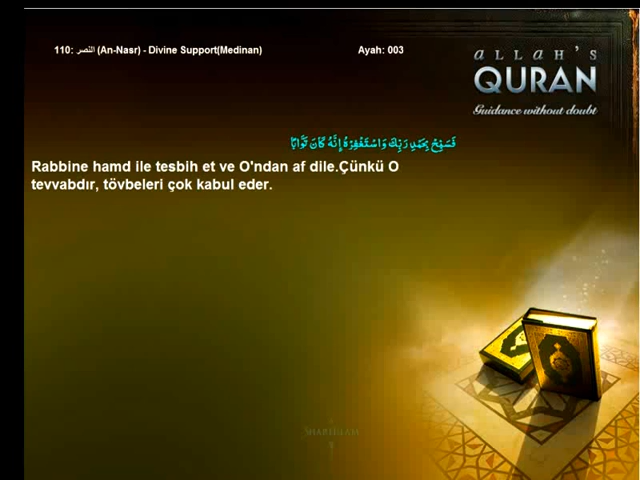 110: النصر (An-Nasr) - Divine Support(Medinan) Ayah: 003
ALLAH'S
QURAN
Guidance without doubt
فَسَبِّحْ بِحَمْدِ رَبِّكَ وَاسْتَغْفِرْهُ إِنَّهُ كَانَ تَوَّابًا
Rabbine hamd ile tesbih et ve O'ndan af dile.Çünkü O
tevvabdır, tövbeleri çok kabul eder.